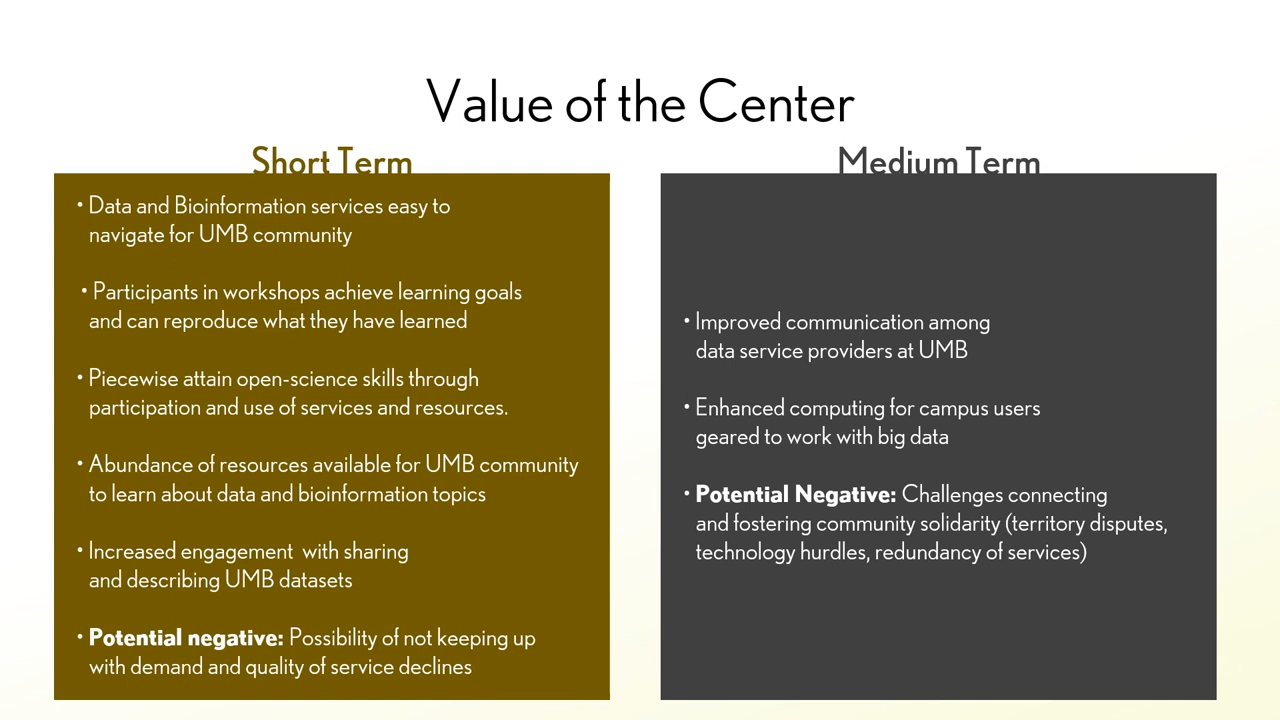 Value of the Center
Short Term
• Data and Bioinformation services easy to
navigate for UMB community
• Participants in workshops achieve learning goals
and can reproduce what they have learned
• Piecewise attain open-science skills through
participation and use of services and resources.
• Abundance of resources available for UMB community
to learn about data and bioinformation topics
• Increased engagement with sharing
and describing UMB datasets
• Potential negative: Possibility of not keeping up
with demand and quality of service declines
Medium Term
• Improved communication among
data service providers at UMB
• Enhanced computing for campus users
geared to work with big data
• Potential Negative: Challenges connecting
and fostering community solidarity (territory disputes,
technology hurdles, redundancy of services)